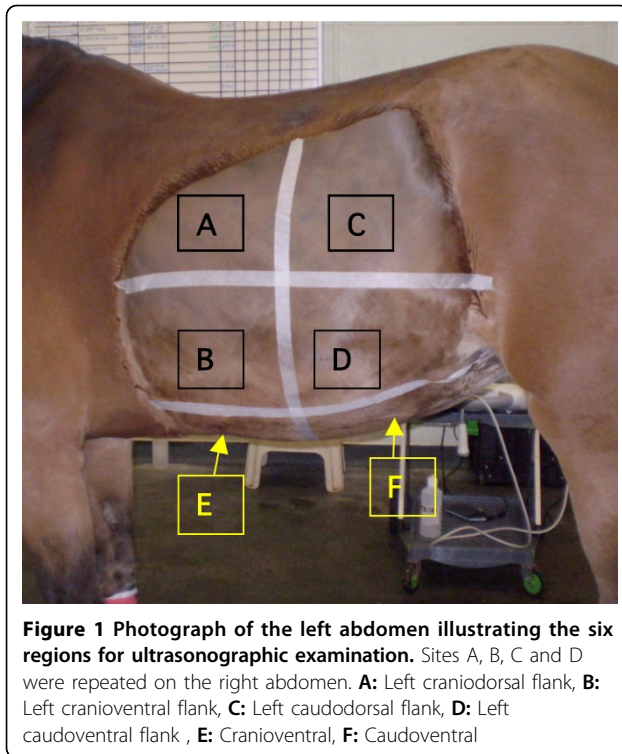 A
C
B
D
E
F
Figure 1 Photograph of the left abdomen illustrating the six
regions for ultrasonographic examination. Sites A, B, C and D
were repeated on the right abdomen. A: Left craniodorsal flank, B:
Left cranioventral flank, C: Left caudodorsal flank, D: Left
caudoventral flank , E: Cranioventral, F: Caudoventral